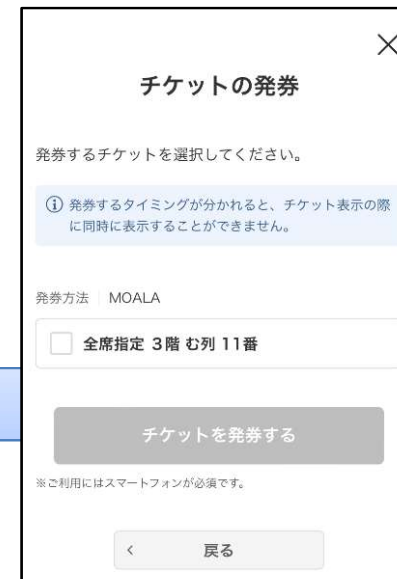 チケットの発券
発券するチケットを選択してください。
発券するタイミングが分かれると、チケット表示の際
に同時に表示することができません。
発券方法 MOALA
全席指定 3階 む列 11番
チケットを発券する
※ご利用にはスマートフォンが必須です。
戻る